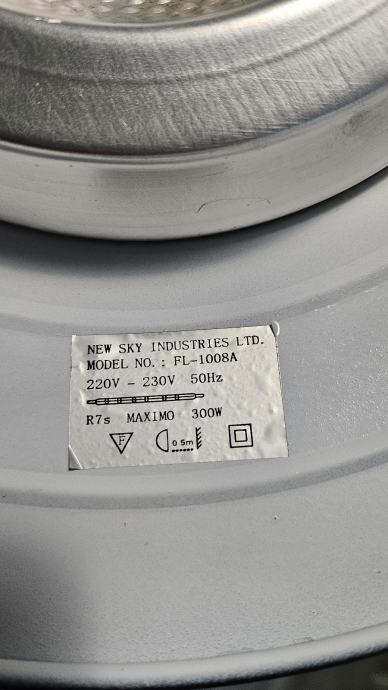 NEW SKY INDUSTRIES LTD.
MODEL NO.: FL-1008A
220V - 230V 50Hz
R7s MAXIMO 300W
F 0 5m